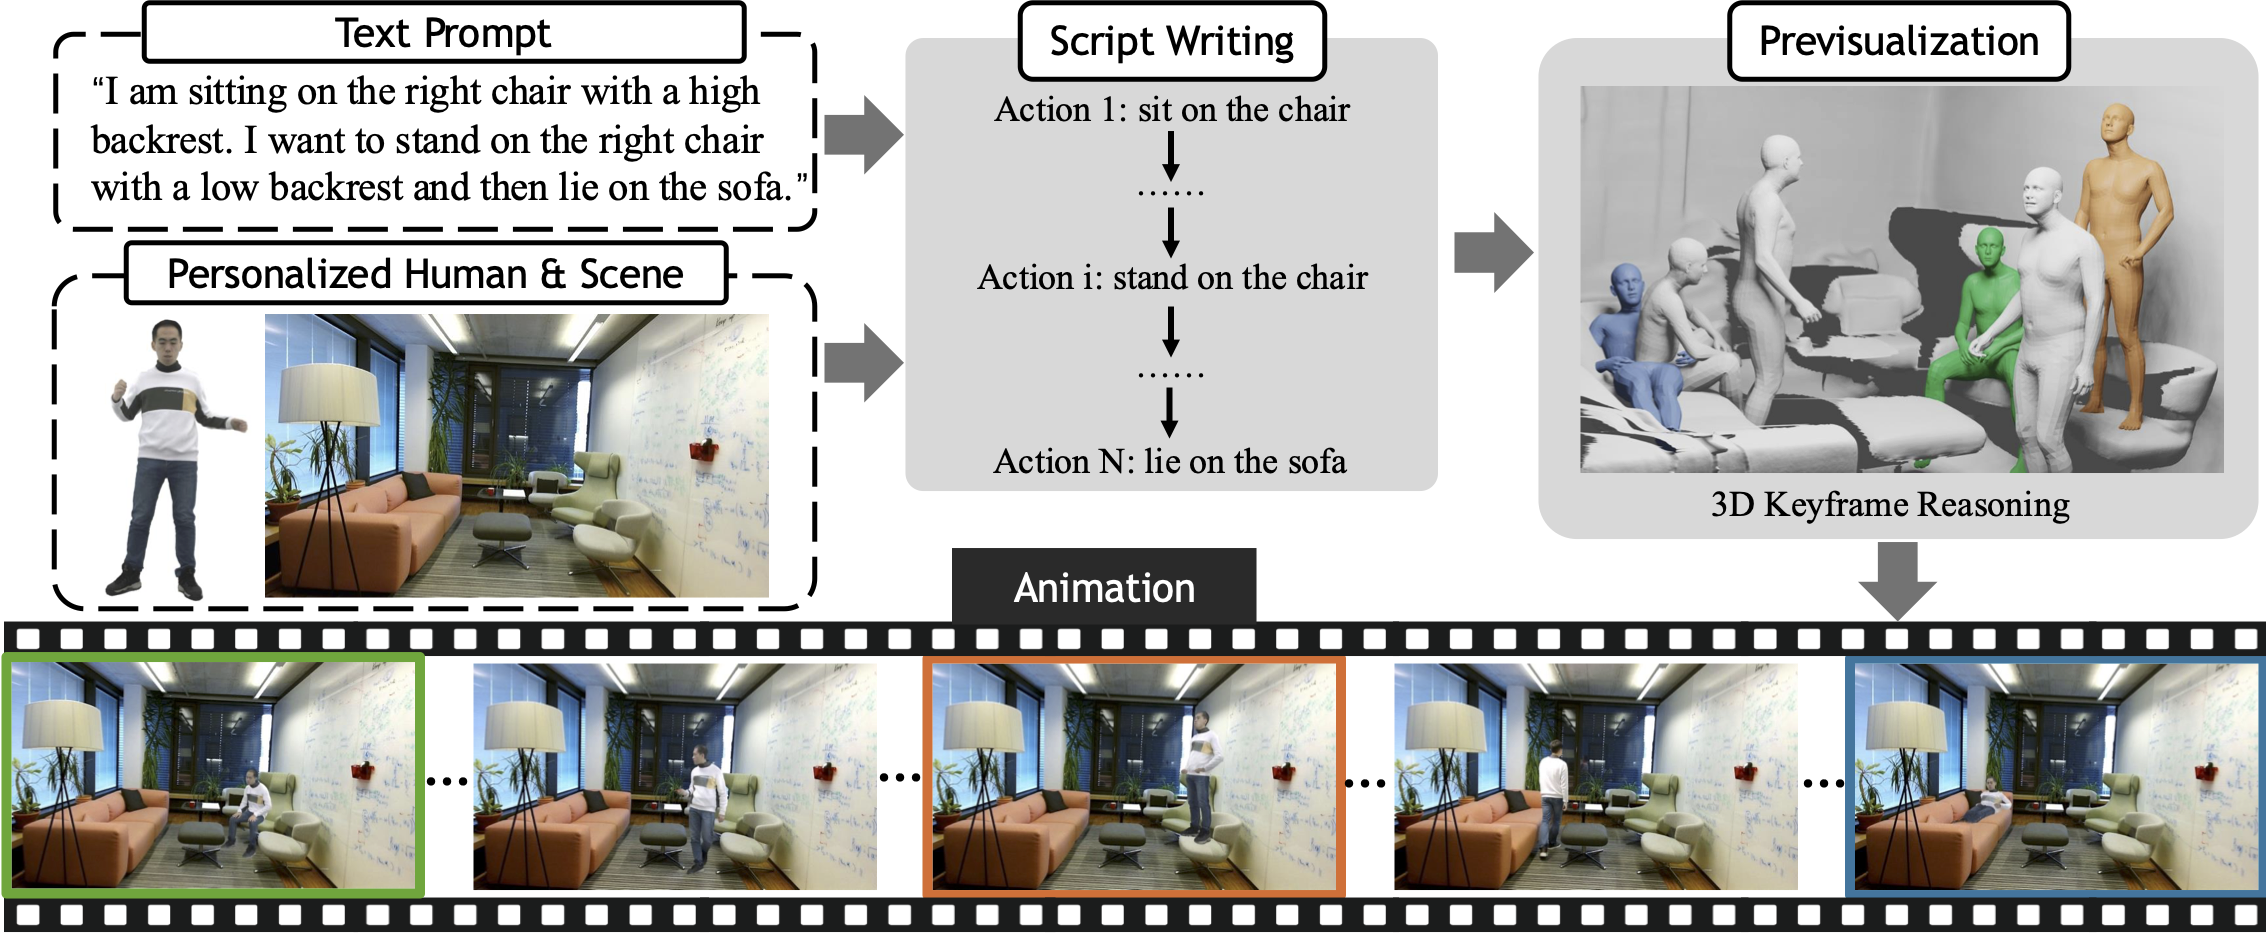 Text Prompt
“I am sitting on the right chair with a high
backrest. I want to stand on the right chair
with a low backrest and then lie on the sofa.”
Personalized Human & Scene
Script Writing
Action 1: sit on the chair
......
Action i: stand on the chair
......
Action N: lie on the sofa
Previsualization
3D Keyframe Reasoning
Animation